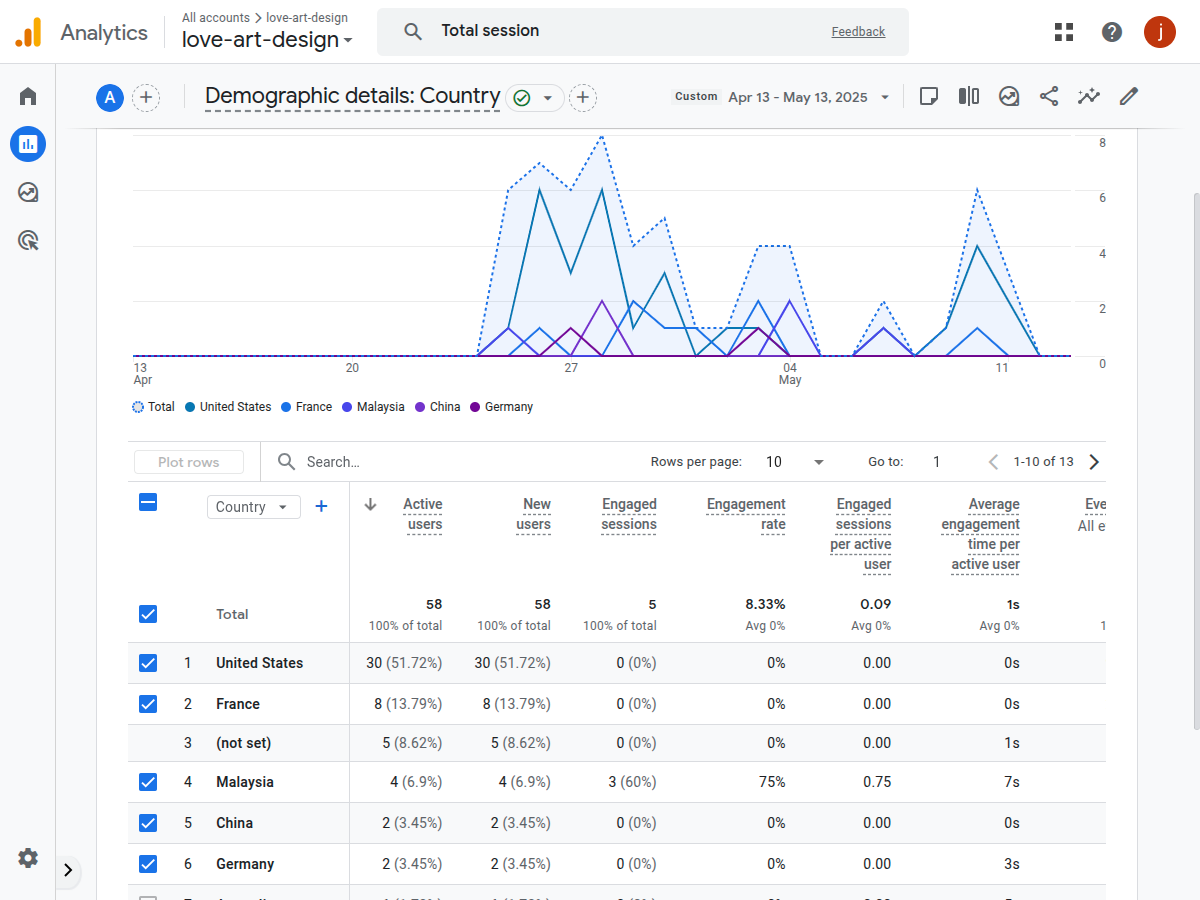 Analytics
All accounts > love-art-design
love-art-design
Total session
Feedback
j
A
Demographic details: Country
Custom Apr 13 - May 13, 2025
8
6
4
2
0
13
Apr
20
27
04
May
11
Total United States France Malaysia China Germany
Plot rows
Search…
Rows per page: 10
Go to: 1
1-10 of 13
Country
Active users
New users
Engaged sessions
Engagement rate
Engaged sessions per active user
Average engagement time per active user
Eve
All e
Total 58 58 5 8.33% 0.09 1s
100% of total 100% of total 100% of total Avg 0% Avg 0% Avg 0% 1
1 United States 30 (51.72%) 30 (51.72%) 0 (0%) 0% 0.00 0s
2 France 8 (13.79%) 8 (13.79%) 0 (0%) 0% 0.00 0s
3 (not set) 5 (8.62%) 5 (8.62%) 0 (0%) 0% 0.00 1s
4 Malaysia 4 (6.9%) 4 (6.9%) 3 (60%) 75% 0.75 7s
5 China 2 (3.45%) 2 (3.45%) 0 (0%) 0% 0.00 0s
6 Germany 2 (3.45%) 2 (3.45%) 0 (0%) 0% 0.00 3s